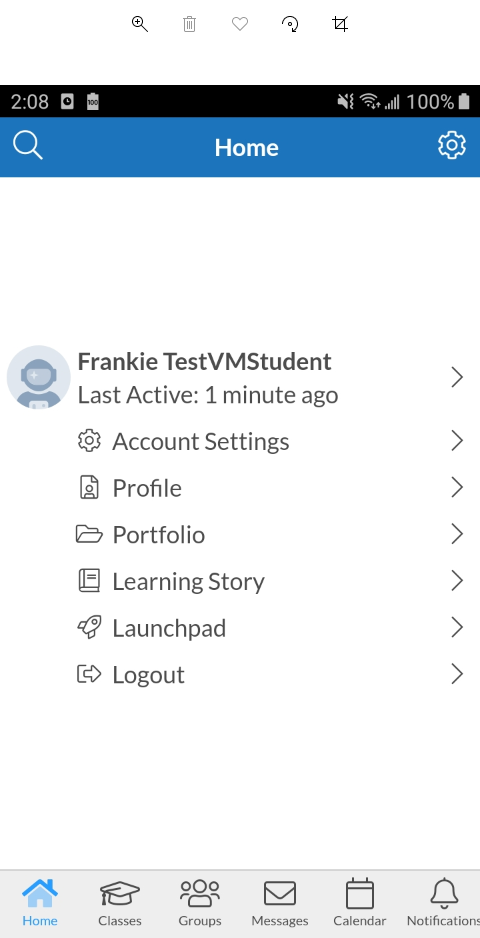 2:08 100 100%
Home
Frankie TestVMStudent
Last Active: 1 minute ago
Account Settings
Profile
Portfolio
Learning Story
Launchpad
Logout
Home Classes Groups Messages Calendar Notifications